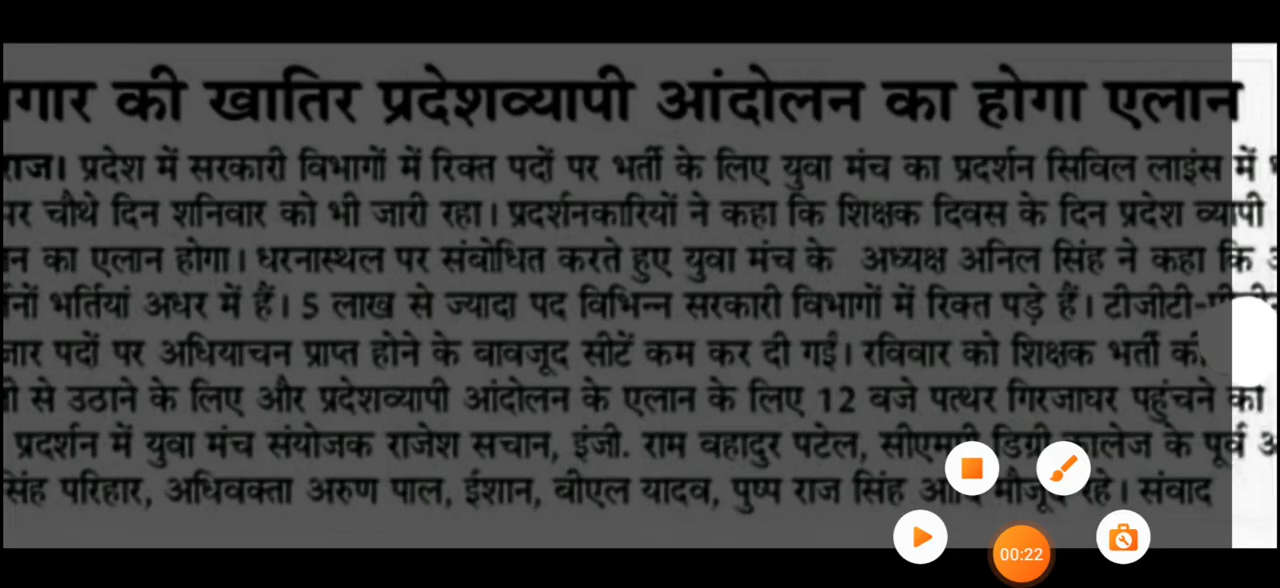 की खातिर प्रदेशव्यापी आंदोलन का होगा एलान
राज। प्रदेश में सरकारी विभागों में रिक्त पदों पर भर्ती के लिए युवा मंच का प्रदर्शन सिविल लाइंस में
पर चौथे दिन शनिवार को भी जारी रहा। प्रदर्शनकारियों ने कहा कि शिक्षक दिवस के दिन प्रदेश व्यापी
न का एलान होगा। धरनास्थल पर संबोधित करते हुए युवा मंच के अध्यक्ष अनिल सिंह ने कहा कि
भर्तियां अधर में हैं। 5 लाख से ज्यादा पद विभिन्न सरकारी विभागों में रिक्त पड़े हैं। टीजीटी-
पदों पर अधियाचन प्राप्त होने के बावजूद सीटें कम कर दी गईं। रविवार को शिक्षक भर्ती
से उठाने के लिए और प्रदेशव्यापी आंदोलन के एलान के लिए 12 बजे पत्थर गिरजाघर पहुंचने का
प्रदर्शन में युवा मंच संयोजक राजेश सचान, इंजी. राम बहादुर पटेल, सीएमपी डिग्री कालेज के पूर्व
सिंह परिहार, अधिवक्ता अरुण पाल, ईशान, बीएल यादव, पुष्प राज सिंह आदि मौजूद रहे। संवाद
00:22